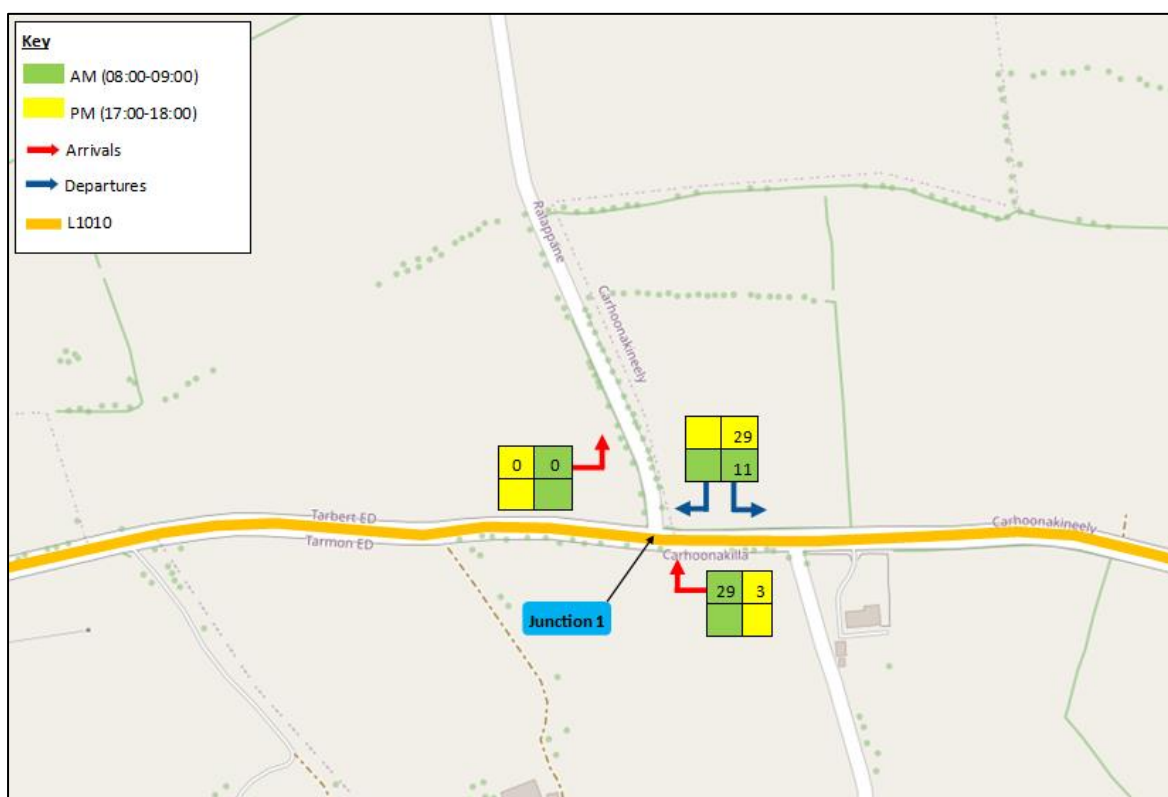 Key
AM (08:00-09:00)
PM (17:00-18:00)
Arrivals
Departures
L1010
Ralappane
Carhoonakineely
29
11
0 0
Tarbert ED
Tarmon ED
Carhoonakineely
Carhoonakilla
29 3
Junction 1